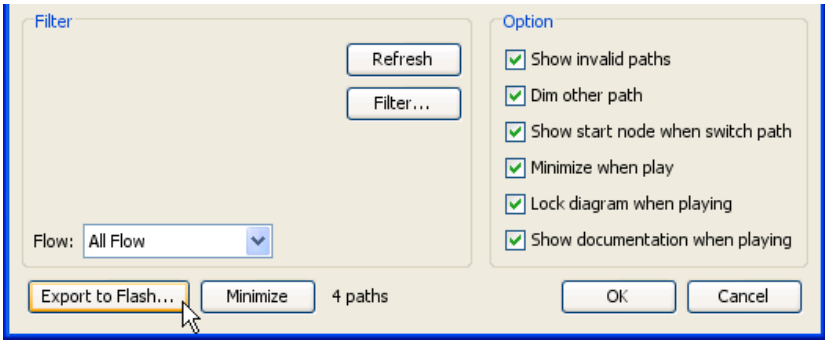 Filter
Refresh
Filter...
Flow: All Flow
Option
Show invalid paths
Dim other path
Show start node when switch path
Minimize when play
Lock diagram when playing
Show documentation when playing
Export to Flash... Minimize 4 paths OK Cancel